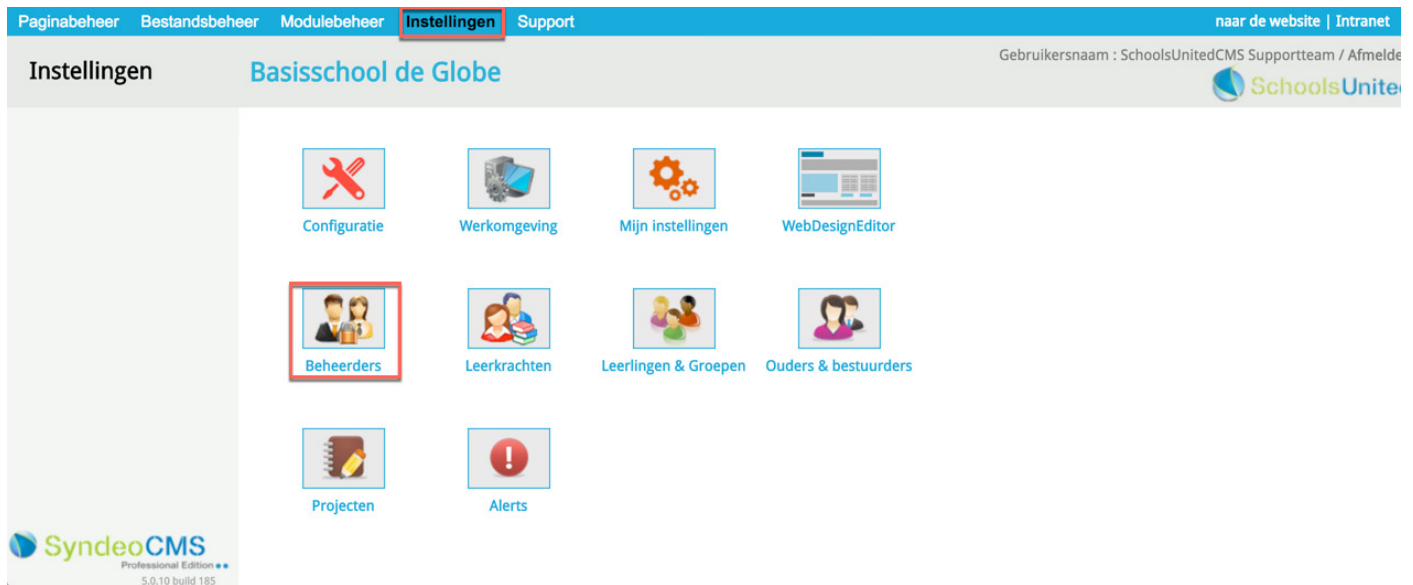 Paginabeheer Bestandsbeheer Modulebeheer Instellingen Support naar de website | Intranet
Gebruikersnaam : SchoolsUnitedCMS Supportteam / Afmelde
Instellingen Basisschool de Globe
SchoolsUnite
Configuratie Werkomgeving Mijn instellingen WebDesignEditor
Beheerders Leerkrachten Leerlingen & Groepen Ouders & bestuurders
Projecten Alerts
SyndeoCMS
Professional Edition
5.0.10 build 185